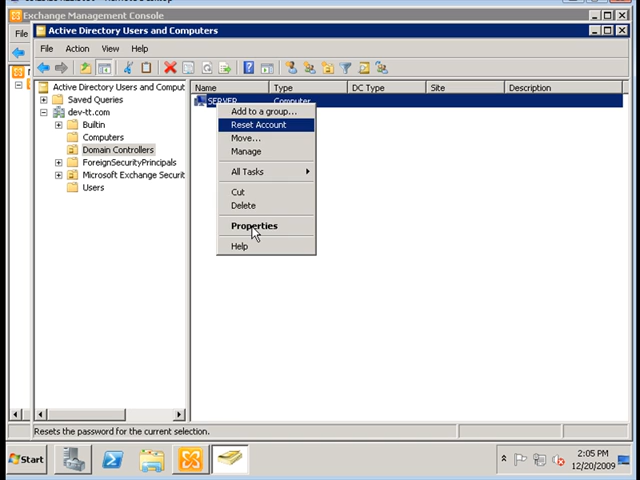 Exchange Management Console
Active Directory Users and Computers
File
File Action View Help
Active Directory Users and Comput
Saved Queries
dev-tt.com
Builtin
Computers
Domain Controllers
ForeignSecurityPrincipals
Microsoft Exchange Securit
Users
Name Type DC Type Site Description
SERVER Computer
Add to a group...
Reset Account
Move...
Manage
All Tasks
Cut
Delete
Properties
Help
Resets the password for the current selection.
Start
2:05 PM
12/20/2009